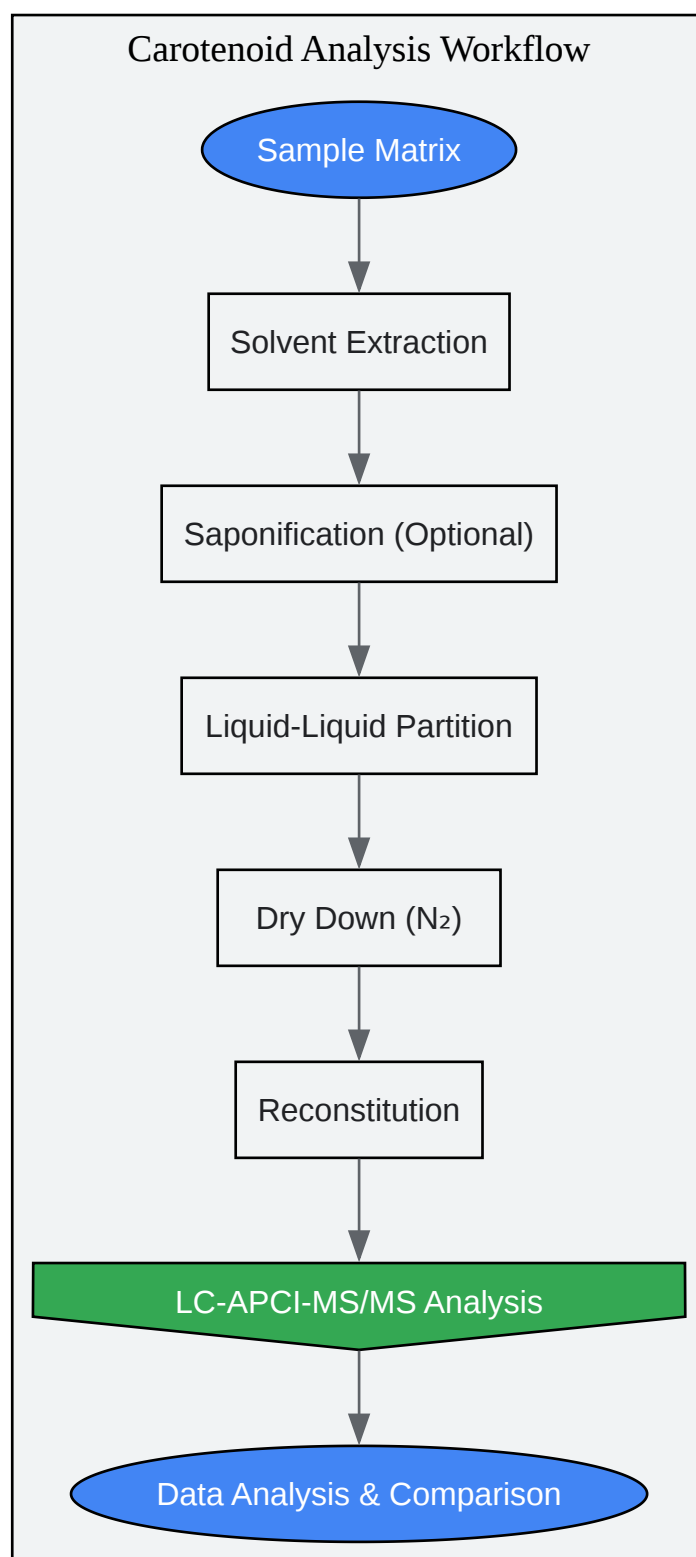 Carotenoid Analysis Workflow
Sample Matrix
Solvent Extraction
Saponification (Optional)
Liquid-Liquid Partition
Dry Down (N₂)
Reconstitution
LC-APCI-MS/MS Analysis
Data Analysis & Comparison